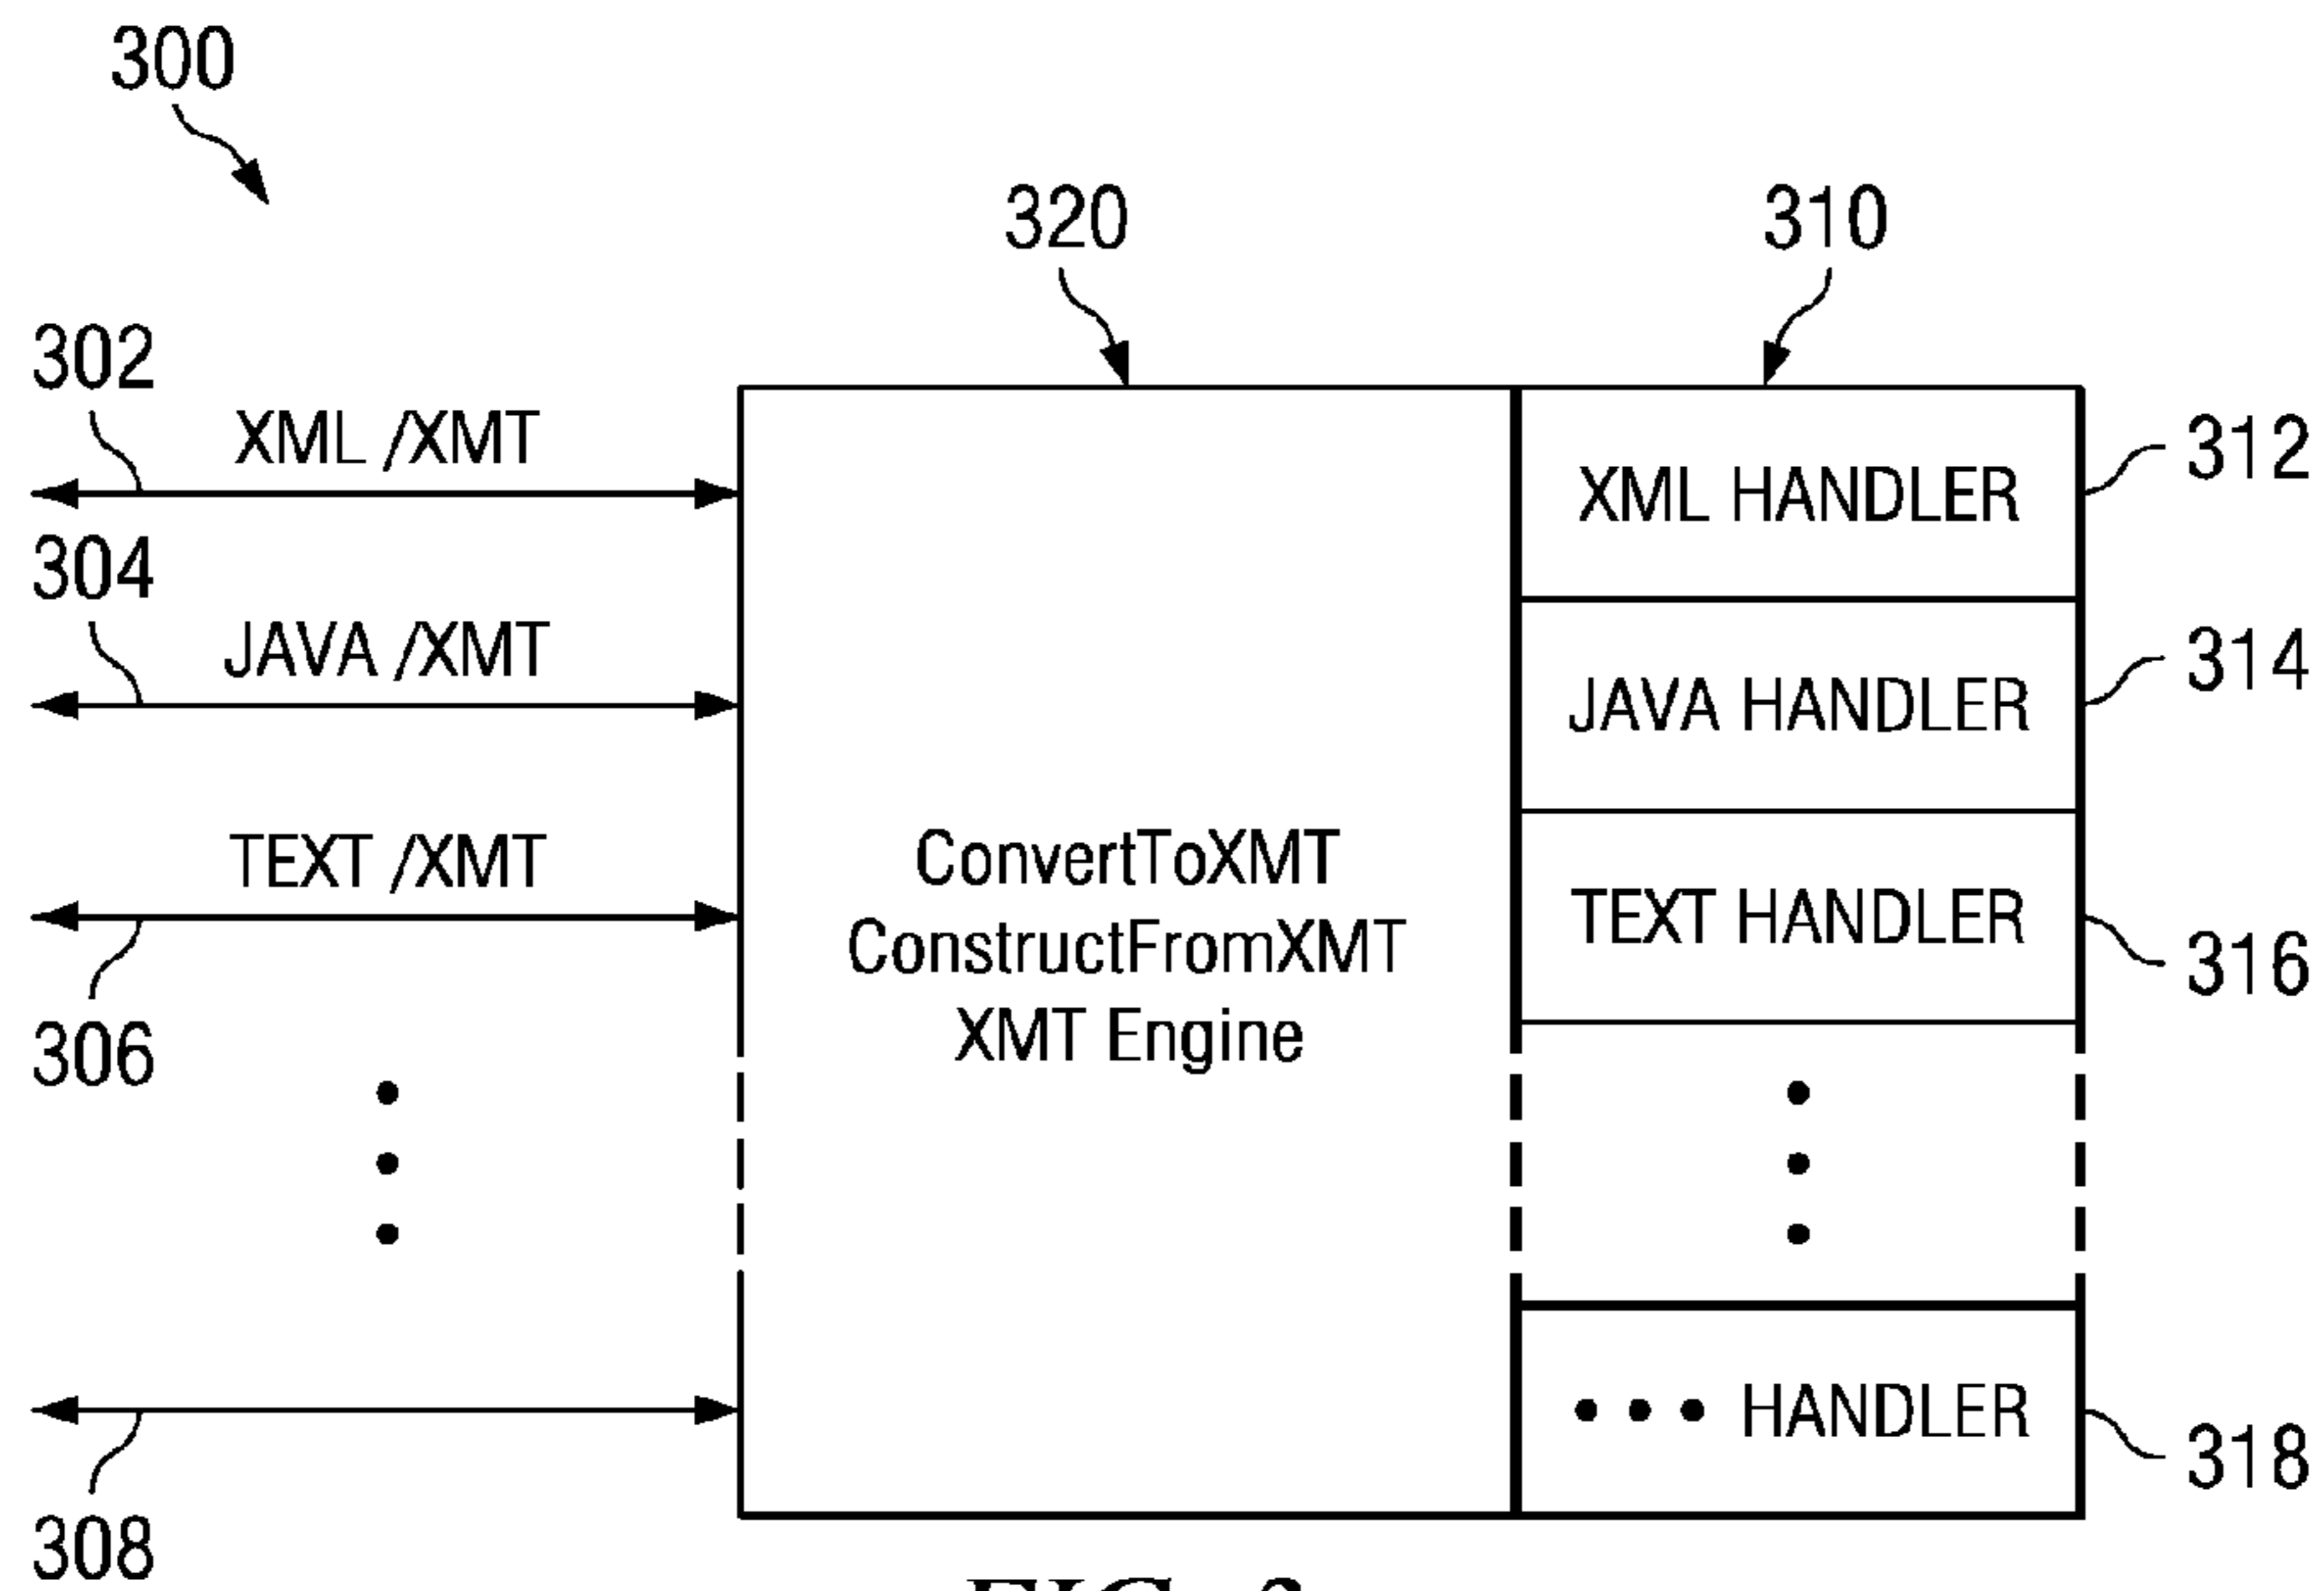 300
320
310
302
XML /XMT
XML HANDLER
312
304
JAVA /XMT
JAVA HANDLER
314
TEXT /XMT
ConvertToXMT
ConstructFromXMT
XMT Engine
TEXT HANDLER
316
306
••• HANDLER
318
308